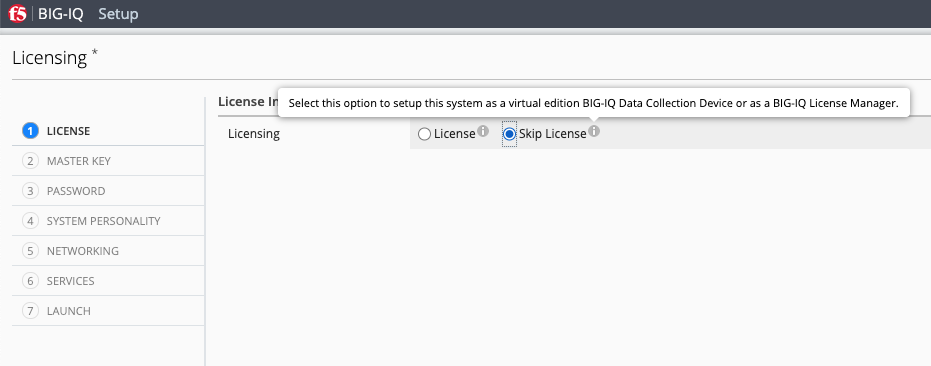 f5 BIG-IQ Setup
Licensing *
License In
Select this option to setup this system as a virtual edition BIG-IQ Data Collection Device or as a BIG-IQ License Manager.
1 LICENSE
Licensing License i Skip License i
2 MASTER KEY
3 PASSWORD
4 SYSTEM PERSONALITY
5 NETWORKING
6 SERVICES
7 LAUNCH